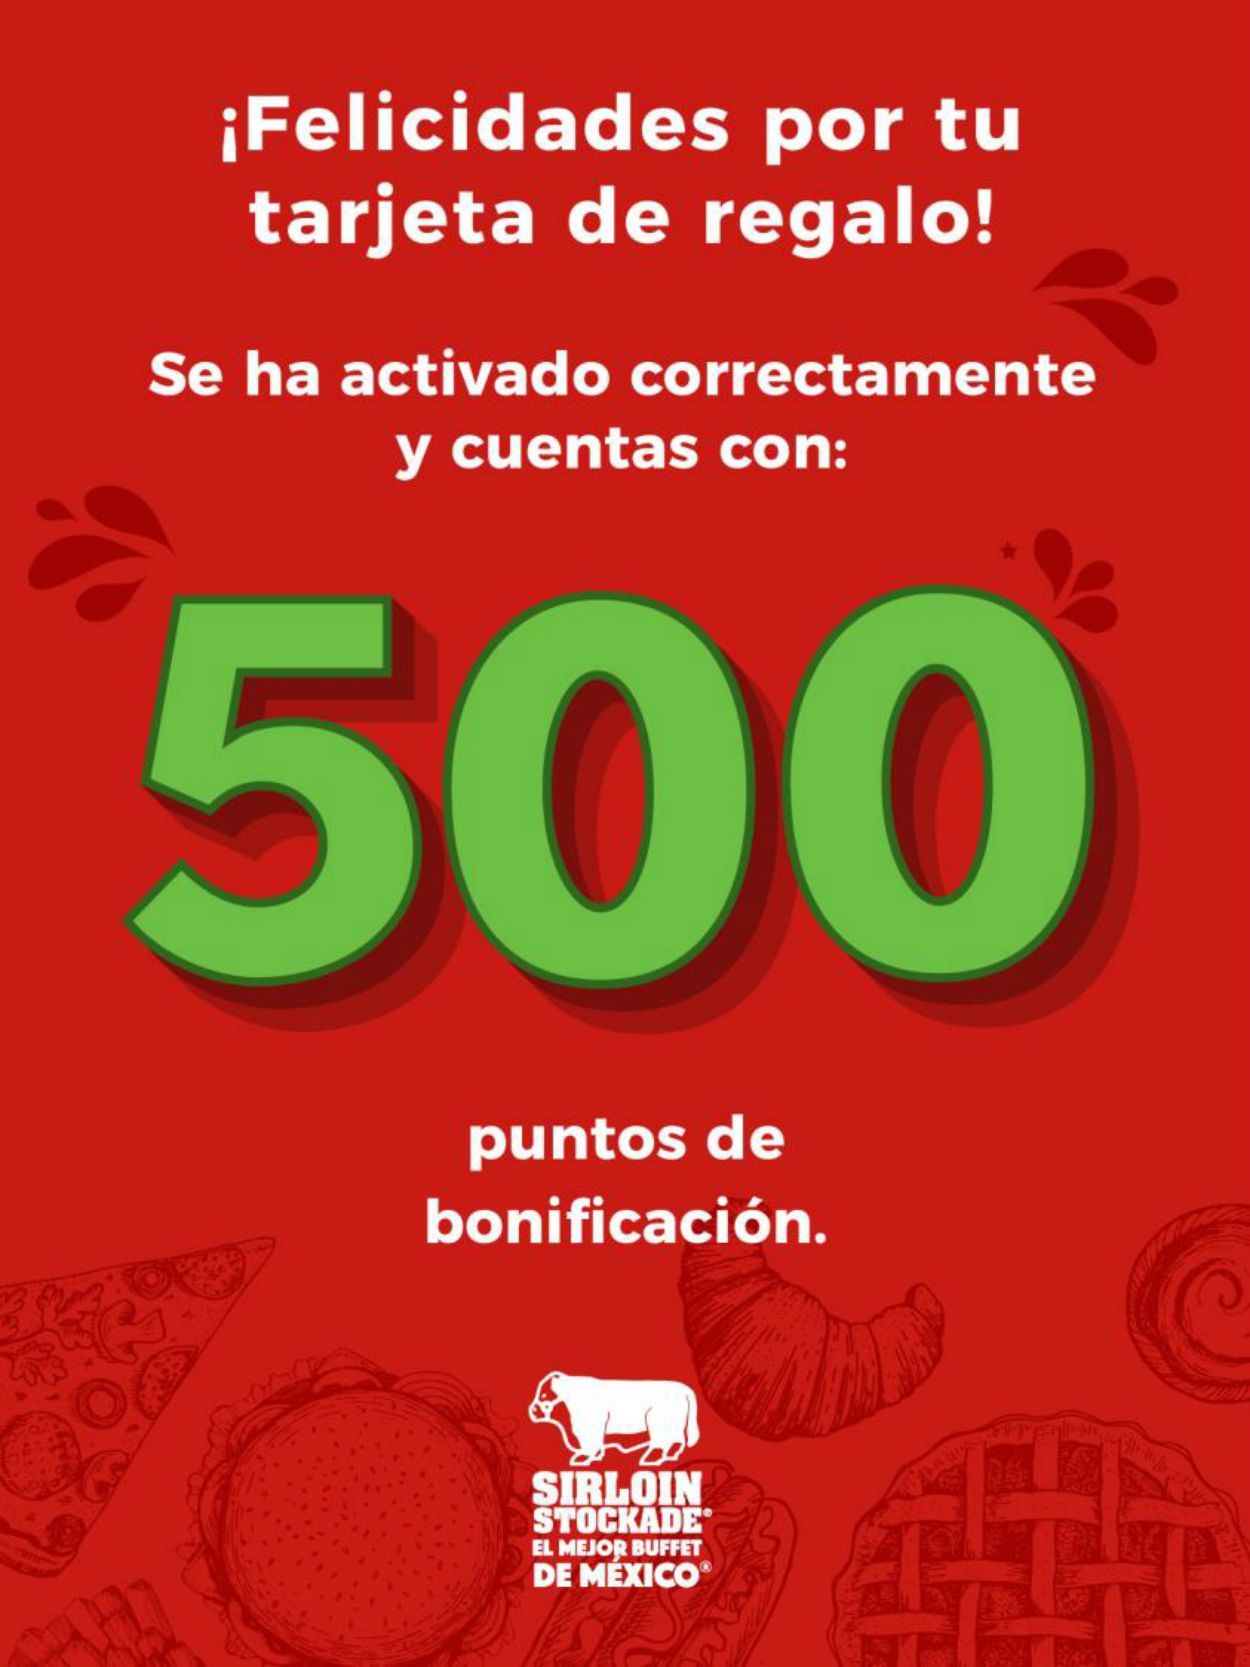 ¡Felicidades por tu
tarjeta de regalo!
Se ha activado correctamente
y cuentas con:
500
puntos de
bonificación.
SIRLOIN
STOCKADE®
EL MEJOR BUFFET
DE MÉXICO®